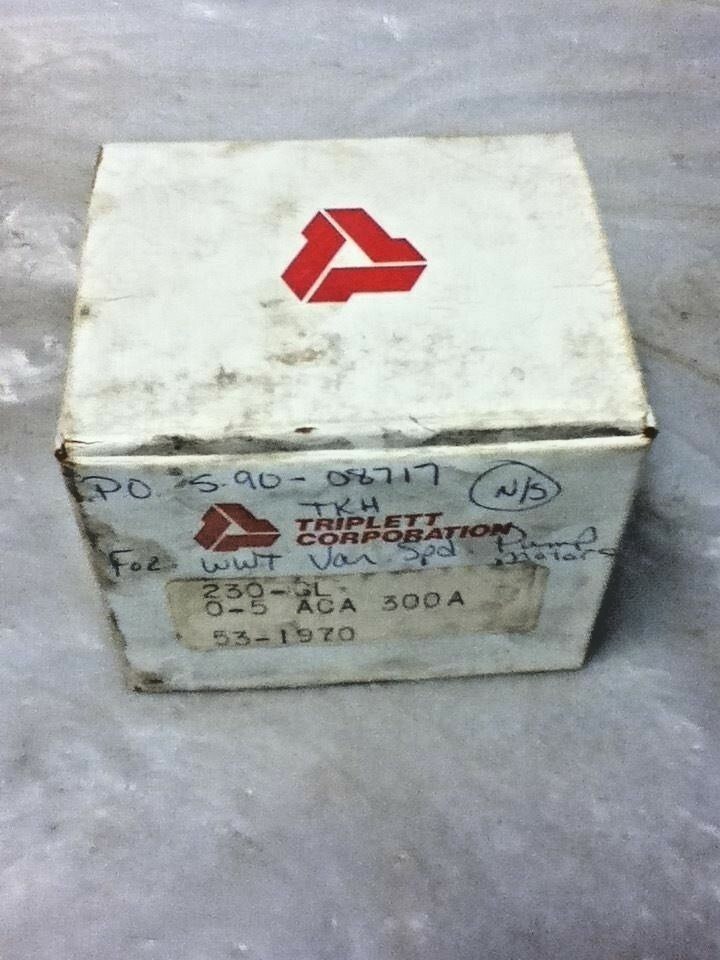 PO S-90-08717 N/S
TKH
TRIPLETT
CORPORATION
For WWT Var. Spd. Pump
Motors
230-GL
0-5 ACA 300A
53-1970